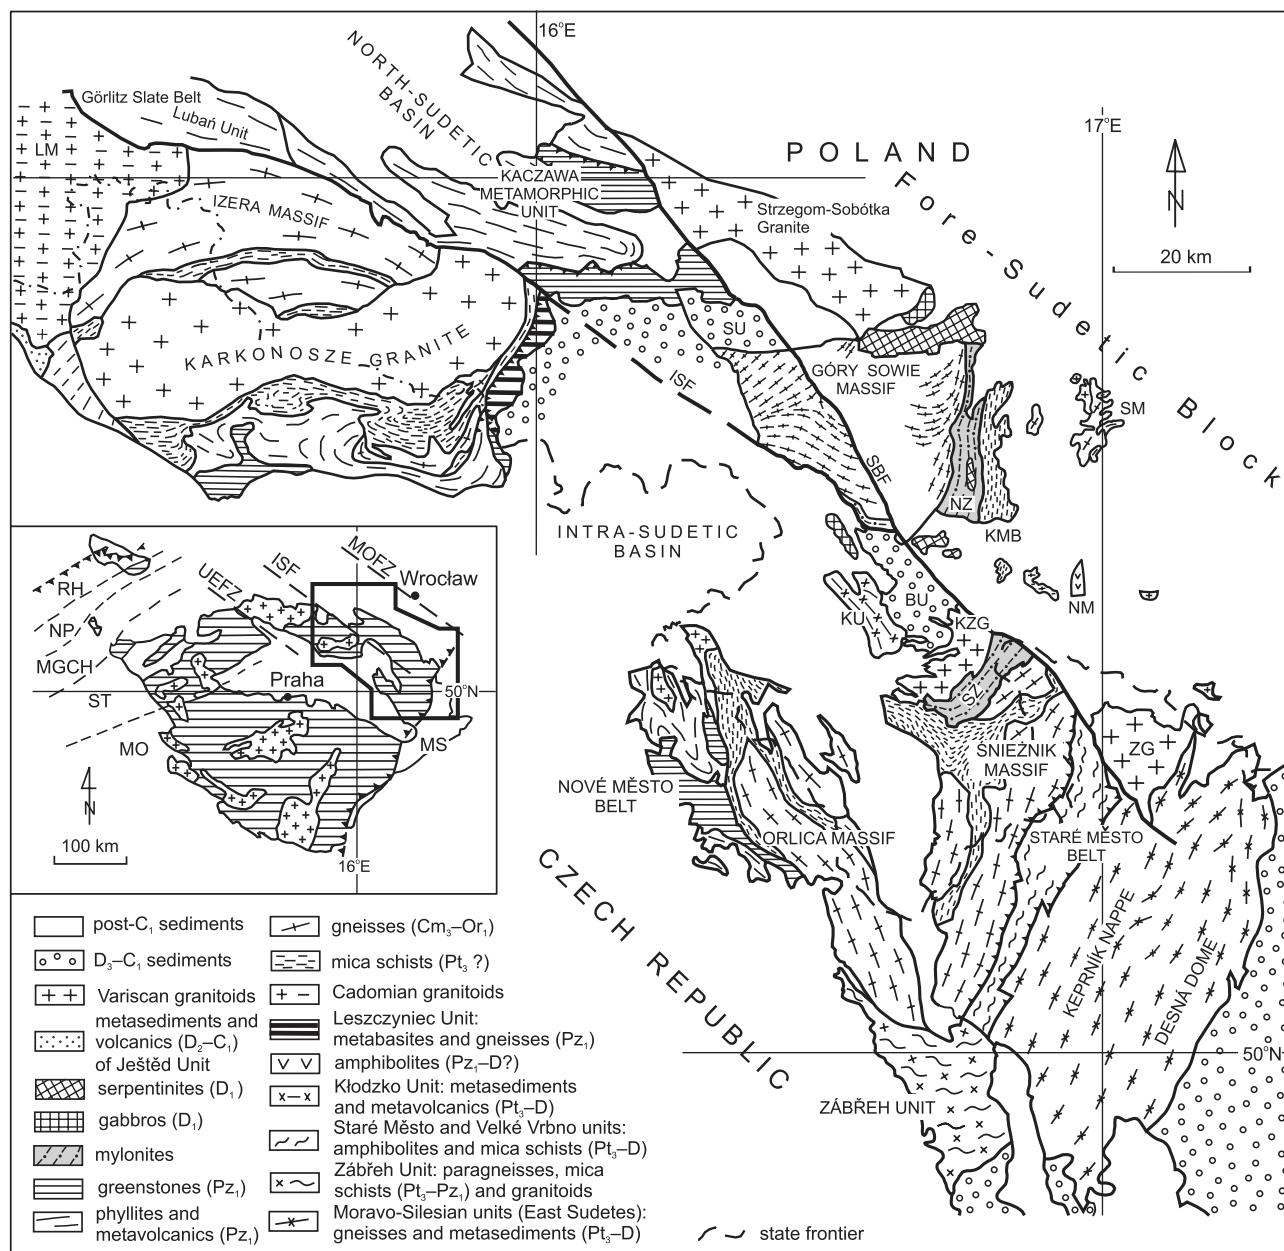 16°E
17°E
NORTH-SUDETIC
BASIN
Görlitz Slate Belt
Lubań Unit
LM
IZERA MASSIF
KACZAWA
METAMORPHIC
UNIT
POLAND
Fore-Sudetic Block
N
20 km
Strzegom-Sobótka
Granite
SU
KARKONOSZE GRANITE
ISF
GÓRY SOWIE
MASSIF
SM
SBF
NZ
KMB
INTRA-SUDETIC
BASIN
BU
KU
NM
KZG
SZ
ŚNIEŻNIK
MASSIF
ZG
NOVÉ MĚSTO
BELT
ORLICA MASSIF
STARÉ MĚSTO
BELT
CZECH REPUBLIC
KEPRNÍK NAPPE
DESNÁ DOME
50°N
ZÁBŘEH UNIT
RH
NP
MGCH
ST
MO
UEFZ
ISF
MOFZ
Wrocław
Praha
50°N
MS
N
100 km
16°E
post-C₁ sediments
D₃–C₁ sediments
Variscan granitoids
metasediments and
volcanics (D₂–C₁)
of Ještěd Unit
serpentinites (D₁)
gabbros (D₁)
mylonites
greenstones (Pz₁)
phyllites and
metavolcanics (Pz₁)
gneisses (Cm₃–Or₁)
mica schists (Pt₃ ?)
Cadomian granitoids
Leszczyniec Unit:
metabasites and gneisses (Pz₁)
amphibolites (Pz₁–D?)
Kłodzko Unit: metasediments
and metavolcanics (Pt₃–D)
Staré Město and Velké Vrbno units:
amphibolites and mica schists (Pt₃–D)
Zábřeh Unit: paragneisses, mica
schists (Pt₃–Pz₁) and granitoids
Moravo-Silesian units (East Sudetes):
gneisses and metasediments (Pt₃–D)
state frontier